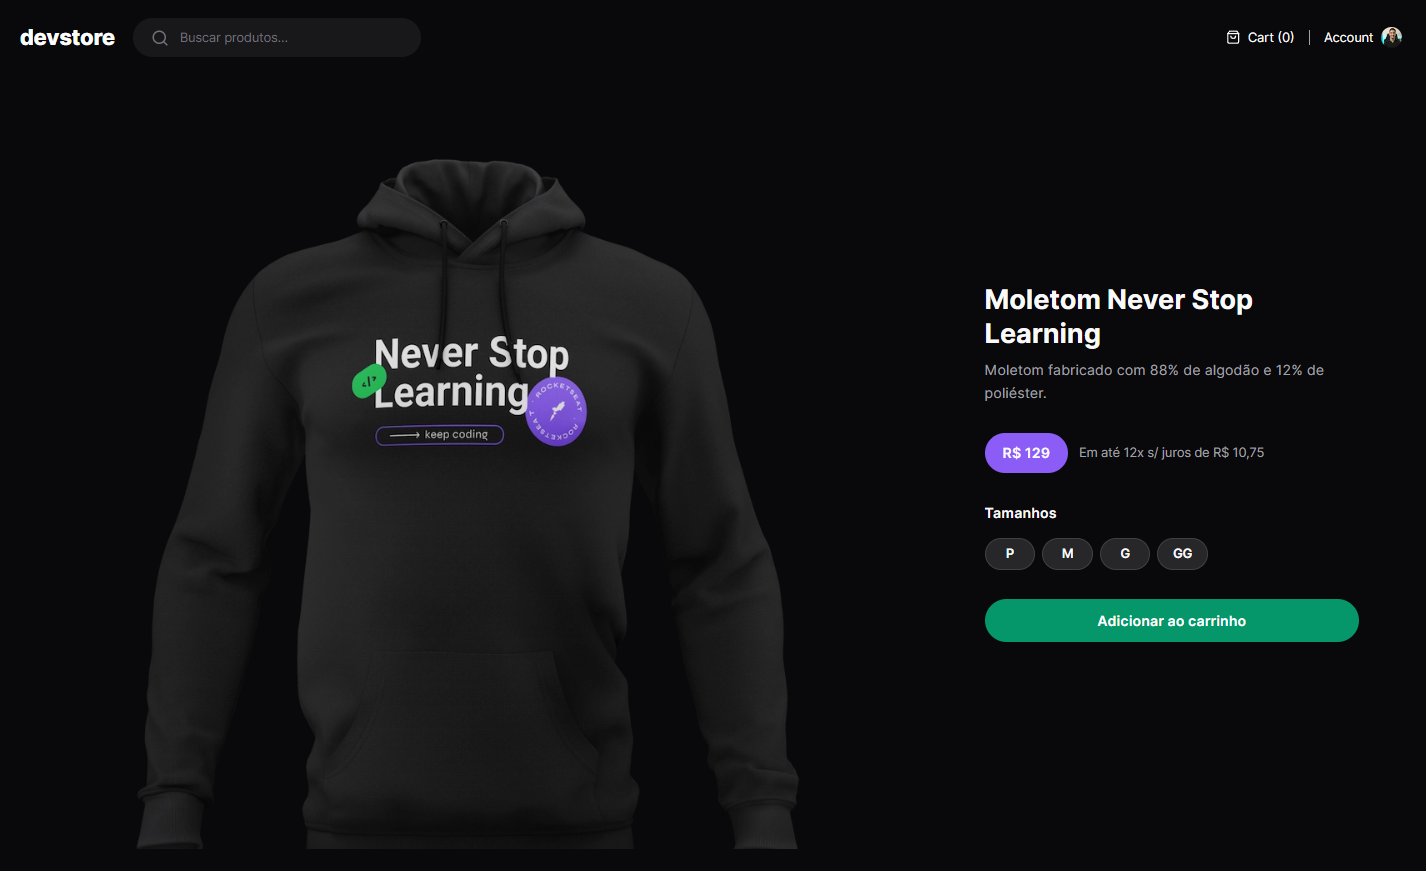 devstore
Buscar produtos...
Cart (0)
Account
Never Stop
Learning
</>
ROCKETSEAT · ROCKETSEAT ·
keep coding
Moletom Never Stop
Learning
Moletom fabricado com 88% de algodão e 12% de
poliéster.
R$ 129
Em até 12x s/ juros de R$ 10,75
Tamanhos
P
M
G
GG
Adicionar ao carrinho